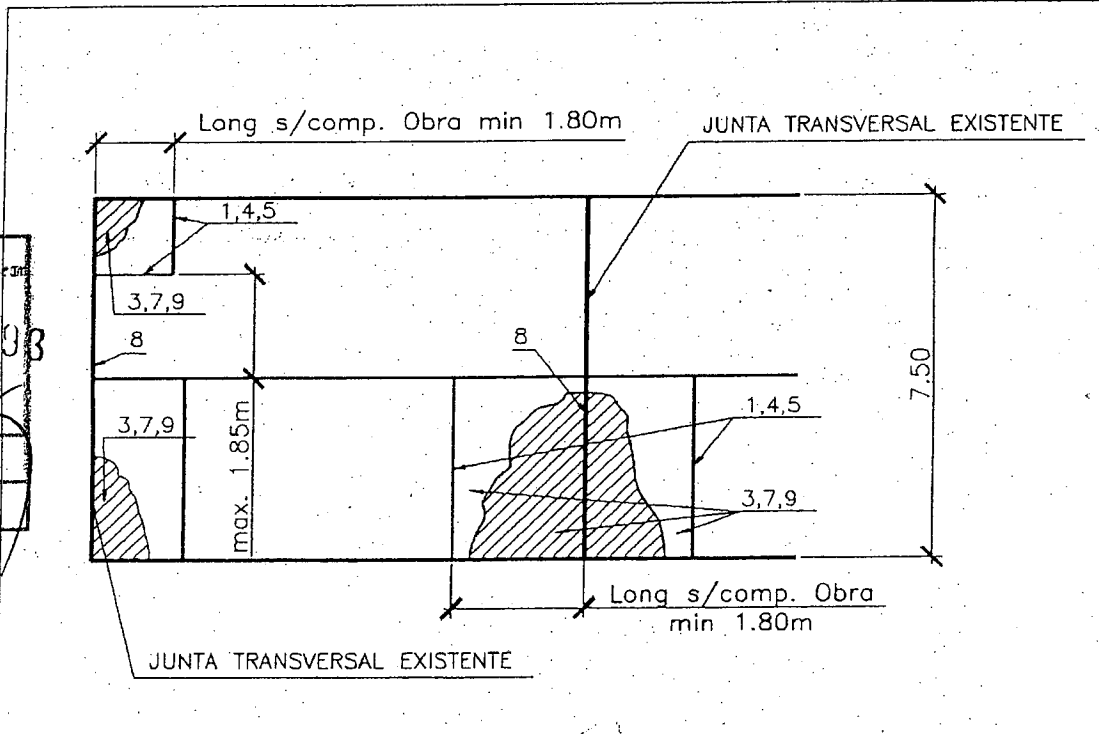 Long s/comp. Obra min 1.80m
JUNTA TRANSVERSAL EXISTENTE
1,4,5
3,7,9
8
8
3,7,9
max. 1.85m
1,4,5
3,7,9
7.50
Long s/comp. Obra
min 1.80m
JUNTA TRANSVERSAL EXISTENTE